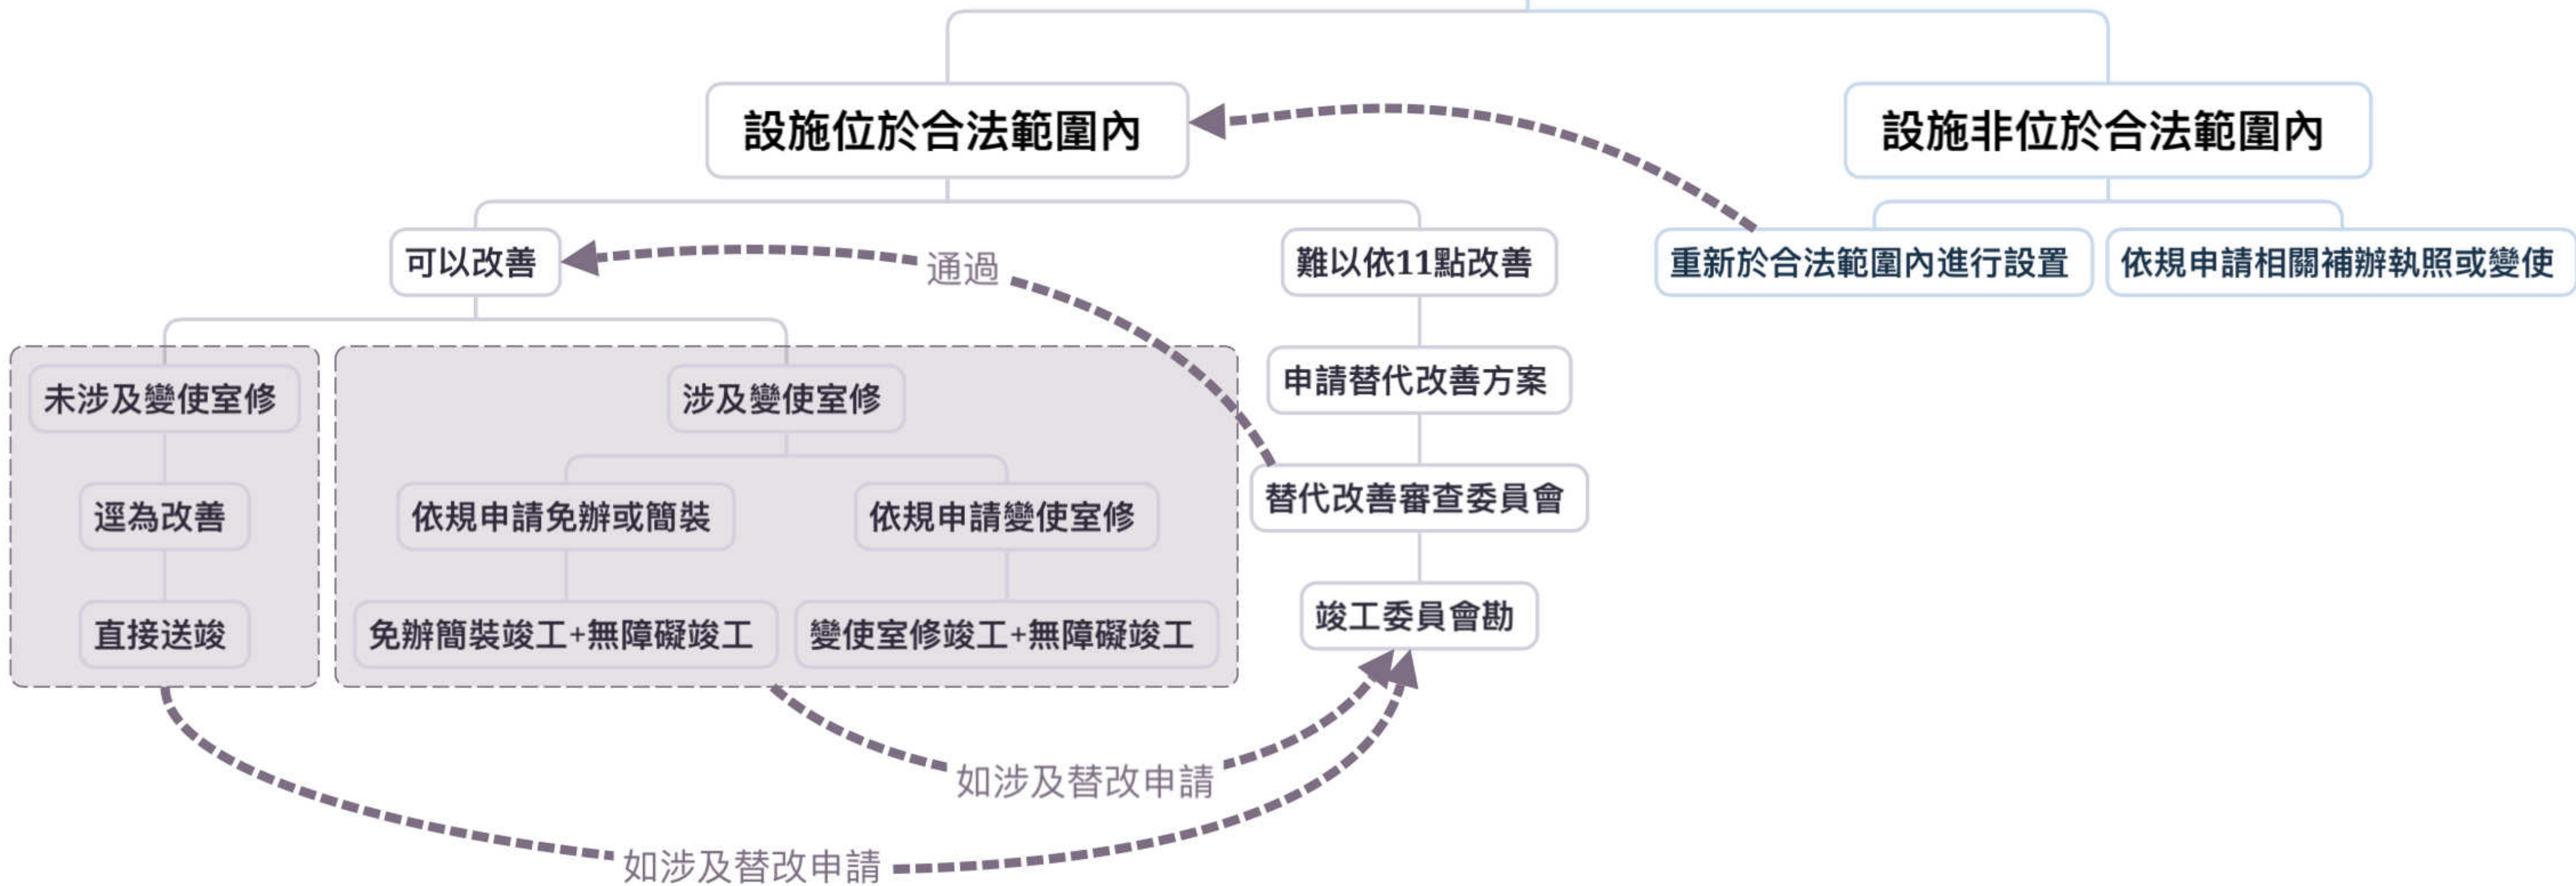 設施位於合法範圍內
設施非位於合法範圍內
可以改善
通過
難以依11點改善
重新於合法範圍內進行設置
依規申請相關補辦執照或變使
未涉及變使室修
涉及變使室修
申請替代改善方案
逕為改善
依規申請免辦或簡裝
依規申請變使室修
替代改善審查委員會
直接送竣
免辦簡裝竣工+無障礙竣工
變使室修竣工+無障礙竣工
竣工委員會勘
如涉及替改申請
如涉及替改申請